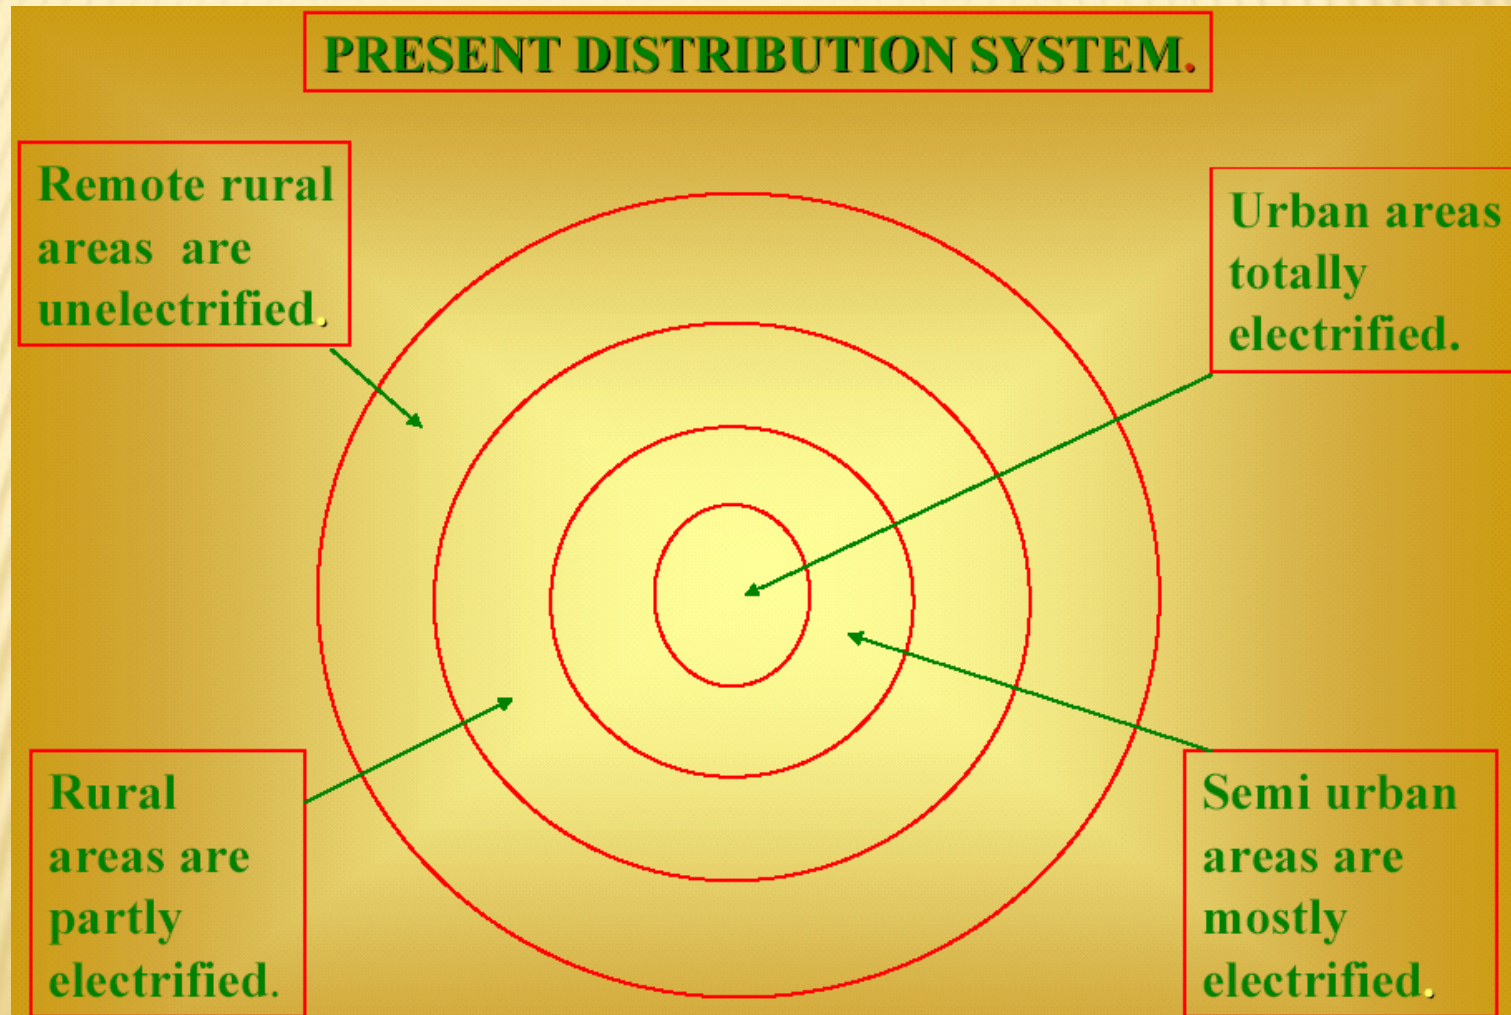 PRESENT DISTRIBUTION SYSTEM.
Remote rural
areas are
unelectrified.
Urban areas
totally
electrified.
Rural
areas are
partly
electrified.
Semi urban
areas are
mostly
electrified.